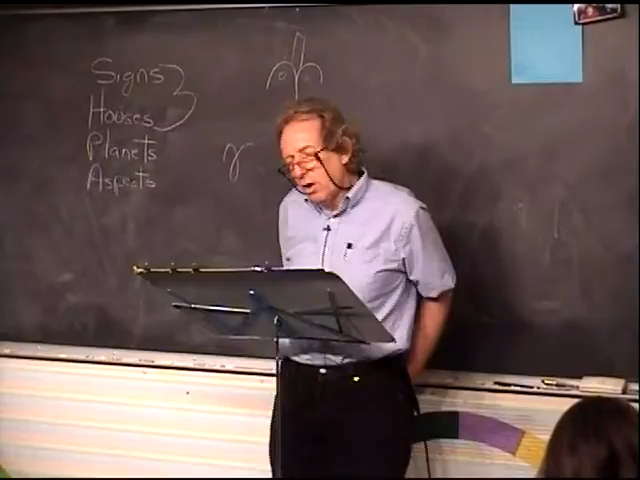 Signs
Houses
Planets
Aspects
γ